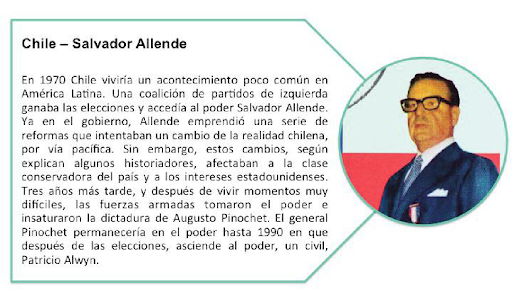 Chile – Salvador Allende
En 1970 Chile viviría un acontecimiento poco común en
América Latina. Una coalición de partidos de izquierda
ganaba las elecciones y accedía al poder Salvador Allende.
Ya en el gobierno, Allende emprendió una serie de
reformas que intentaban un cambio de la realidad chilena,
por vía pacífica. Sin embargo, estos cambios, según
explican algunos historiadores, afectaban a la clase
conservadora del país y a los intereses estadounidenses.
Tres años más tarde, y después de vivir momentos muy
difíciles, las fuerzas armadas tomaron el poder e
insaturaron la dictadura de Augusto Pinochet. El general
Pinochet permanecería en el poder hasta 1990 en que
después de las elecciones, asciende al poder, un civil,
Patricio Alwyn.